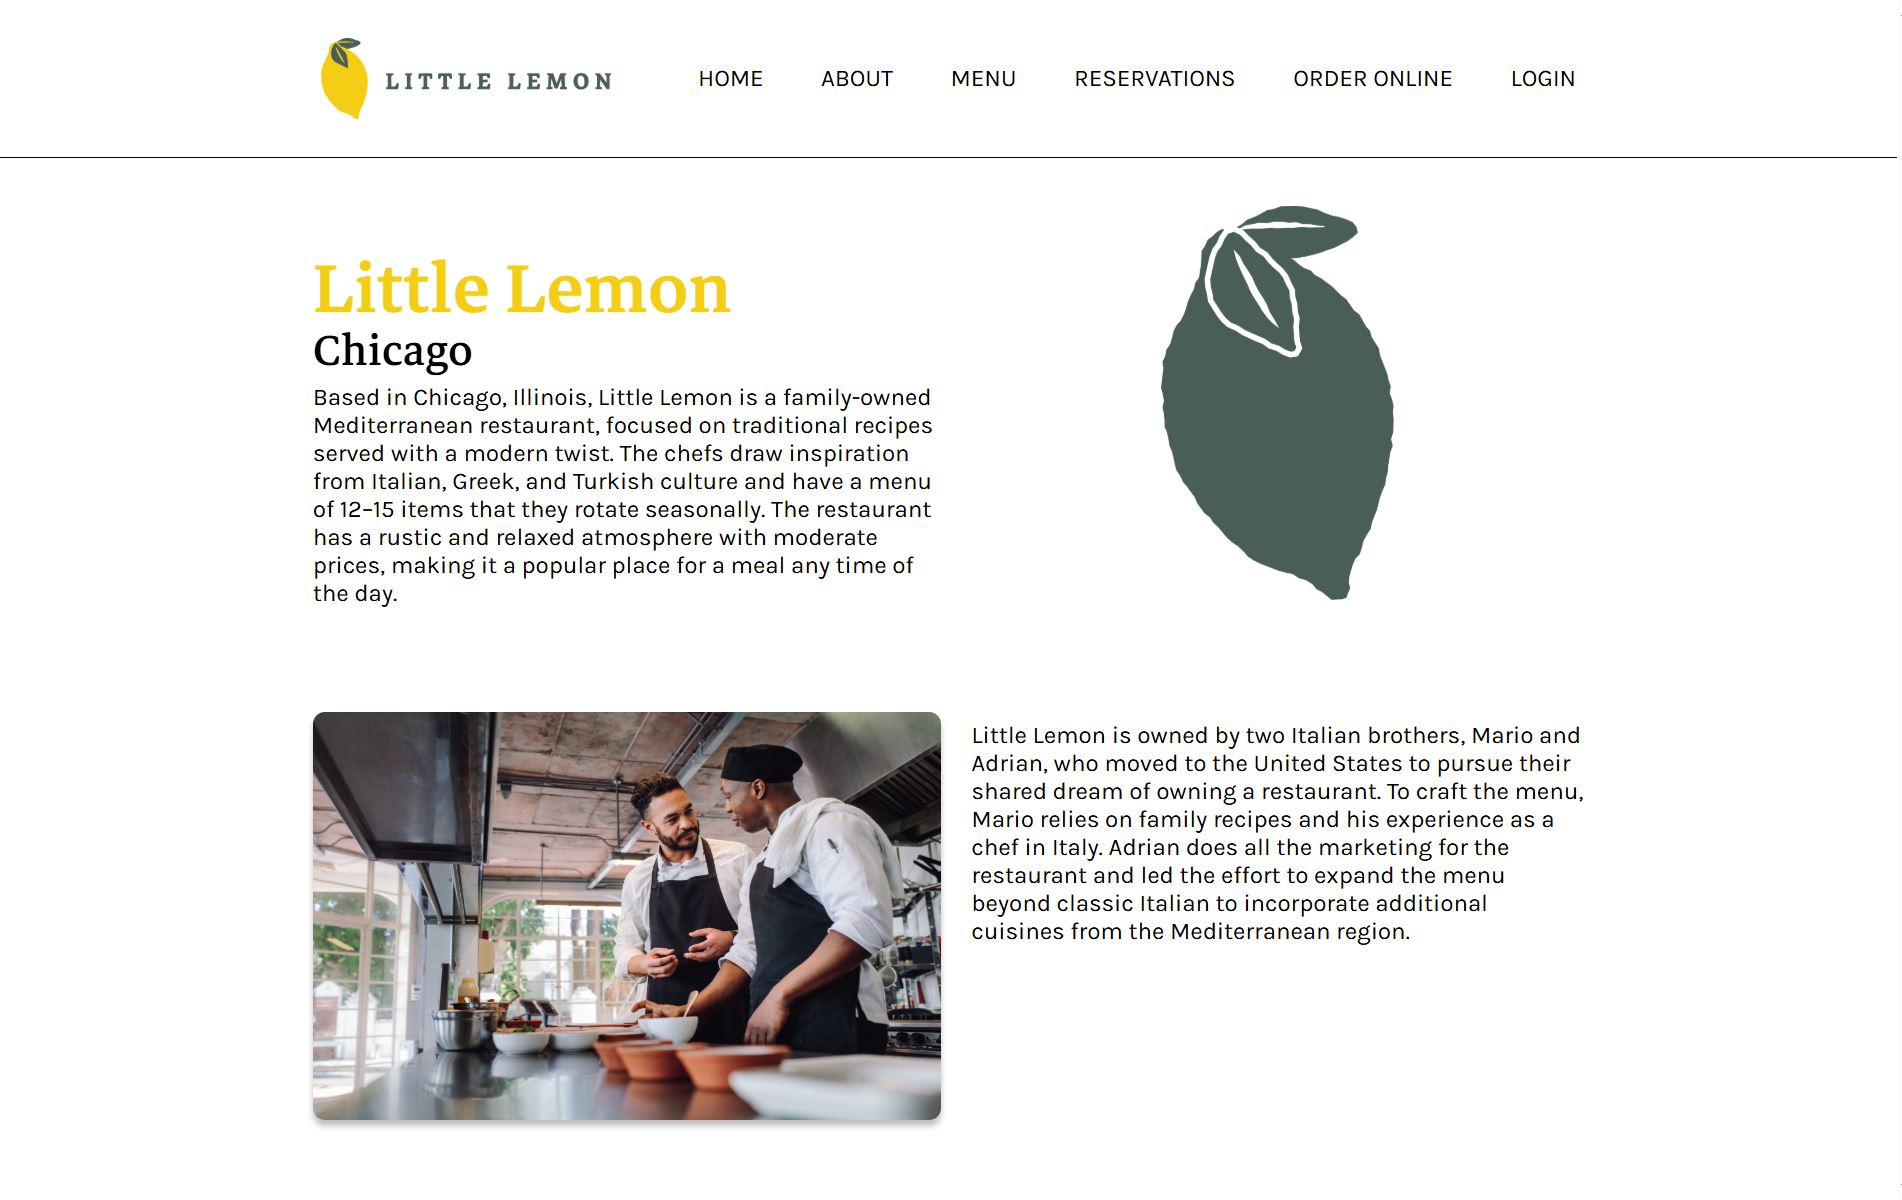 LITTLE LEMON
HOME
ABOUT
MENU
RESERVATIONS
ORDER ONLINE
LOGIN
Little Lemon
Chicago
Based in Chicago, Illinois, Little Lemon is a family-owned
Mediterranean restaurant, focused on traditional recipes
served with a modern twist. The chefs draw inspiration
from Italian, Greek, and Turkish culture and have a menu
of 12–15 items that they rotate seasonally. The restaurant
has a rustic and relaxed atmosphere with moderate
prices, making it a popular place for a meal any time of
the day.
Little Lemon is owned by two Italian brothers, Mario and
Adrian, who moved to the United States to pursue their
shared dream of owning a restaurant. To craft the menu,
Mario relies on family recipes and his experience as a
chef in Italy. Adrian does all the marketing for the
restaurant and led the effort to expand the menu
beyond classic Italian to incorporate additional
cuisines from the Mediterranean region.